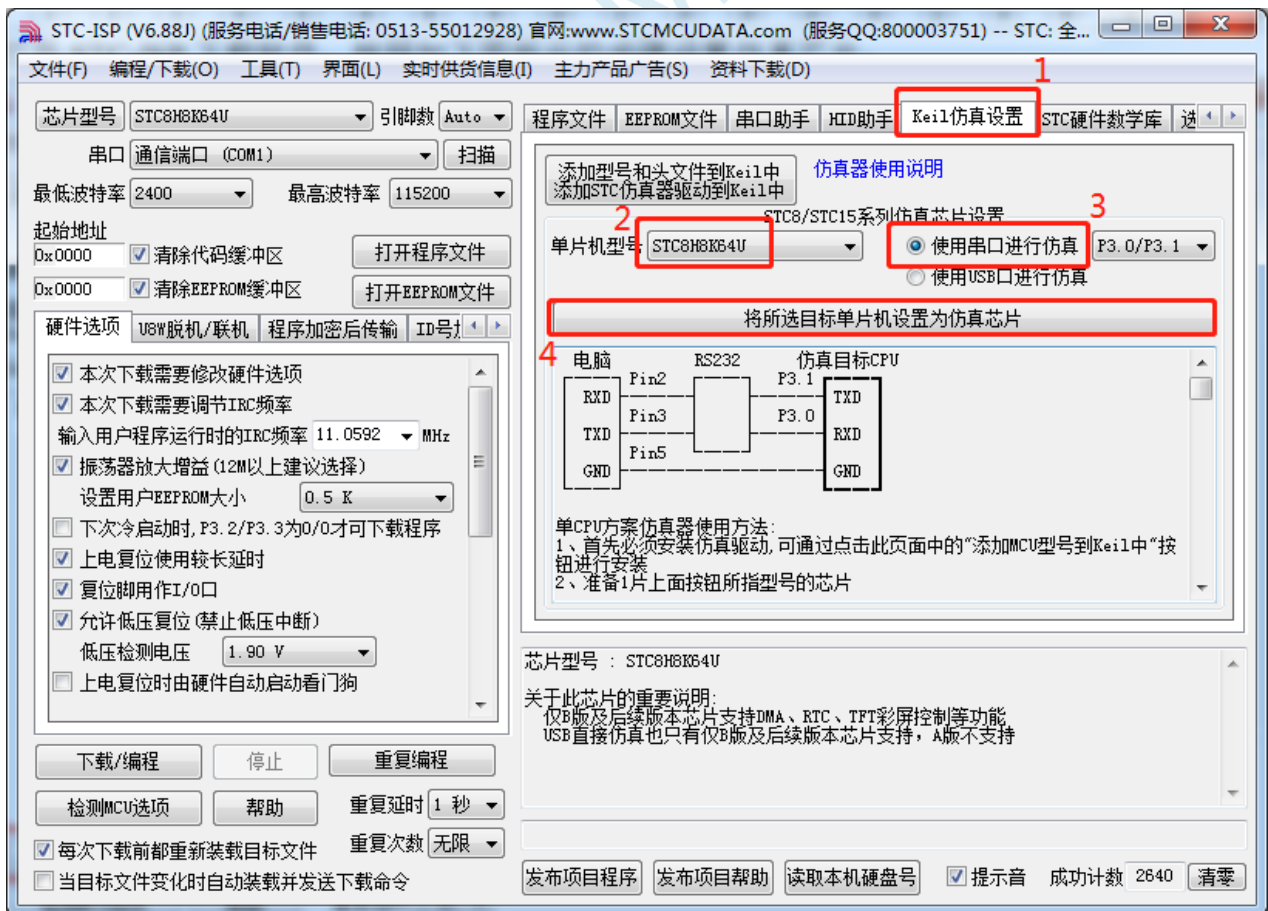 STC-ISP (V6.88J) (服务电话/销售电话: 0513-55012928) 官网:www.STCMCUDATA.com (服务QQ:800003751) -- STC: 全...
文件(F) 编程/下载(O) 工具(T) 界面(L) 实时供货信息(I) 主力产品广告(S) 资料下载(D)
1
芯片型号 STC8H8K64U 引脚数 Auto
串口 通信端口 (COM1) 扫描
最低波特率 2400 最高波特率 115200
起始地址
0x0000 清除代码缓冲区 打开程序文件
0x0000 清除EEPROM缓冲区 打开EEPROM文件
硬件选项 U8W脱机/联机 程序加密后传输 ID号
本次下载需要修改硬件选项
本次下载需要调节IRC频率
输入用户程序运行时的IRC频率 11.0592 MHz
振荡器放大增益(12M以上建议选择)
设置用户EEPROM大小 0.5 K
下次冷启动时,P3.2/P3.3为0/0才可下载程序
上电复位使用较长延时
复位脚用作I/O口
允许低压复位(禁止低压中断)
低压检测电压 1.90 V
上电复位时由硬件自动启动看门狗
下载/编程 停止 重复编程
检测MCU选项 帮助 重复延时 1 秒
每次下载前都重新装载目标文件 重复次数 无限
当目标文件变化时自动装载并发送下载命令
程序文件 EEPROM文件 串口助手 HID助手 Keil仿真设置 STC硬件数学库
添加型号和头文件到Keil中
添加STC仿真器驱动到Keil中
仿真器使用说明
STC8/STC15系列仿真芯片设置
2
3
单片机型号 STC8H8K64U 使用串口进行仿真 P3.0/P3.1
使用USB口进行仿真
将所选目标单片机设置为仿真芯片
4
电脑 RS232 仿真目标CPU
Pin2 P3.1
RXD TXD
Pin3 P3.0
TXD RXD
Pin5
GND GND
单CPU方案仿真器使用方法:
1、首先必须安装仿真驱动,可通过点击此页面中的"添加MCU型号到Keil中"按
钮进行安装
2、准备1片上面按钮所指型号的芯片
芯片型号 : STC8H8K64U
关于此芯片的重要说明:
仅B版及后续版本芯片支持DMA、RTC、TFT彩屏控制等功能
USB直接仿真也只有仅B版及后续版本芯片支持，A版不支持
发布项目程序 发布项目帮助 读取本机硬盘号 提示音 成功计数 2640 清零